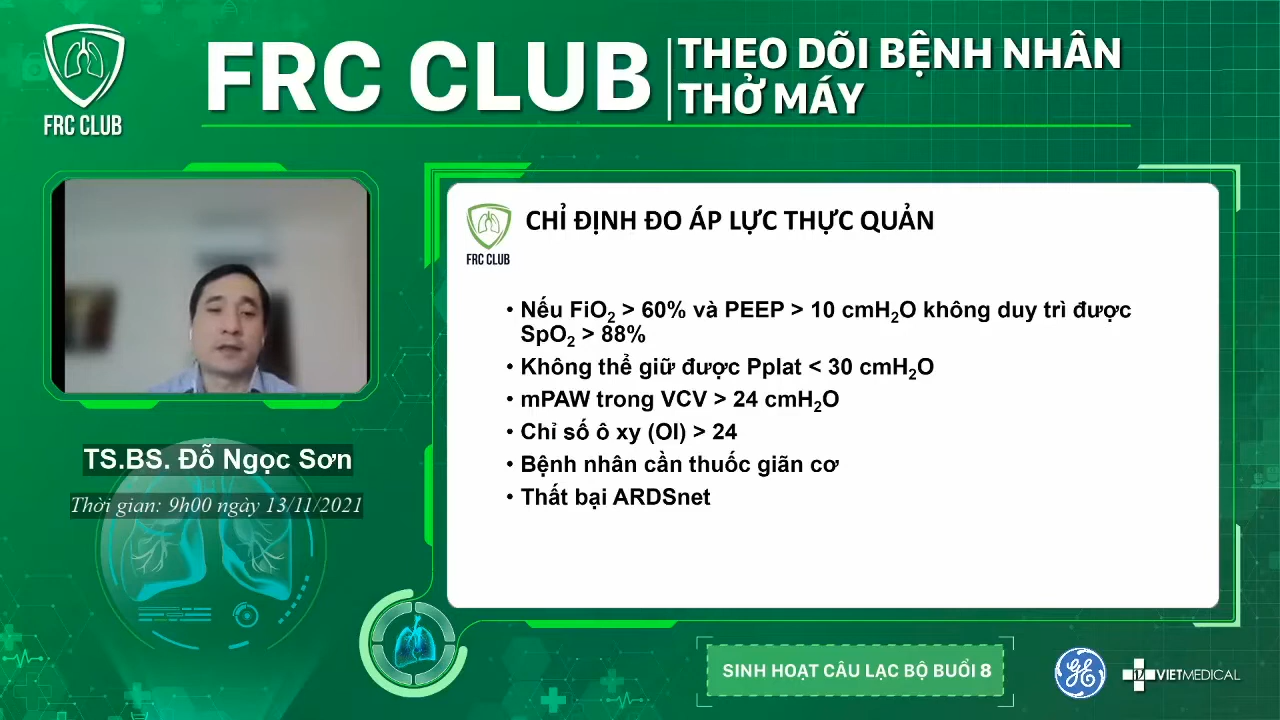 FRC CLUB
FRC CLUB
THEO DÕI BỆNH NHÂN
THỞ MÁY
FRC CLUB
CHỈ ĐỊNH ĐO ÁP LỰC THỰC QUẢN
• Nếu FiO₂ > 60% và PEEP > 10 cmH₂O không duy trì được
SpO₂ > 88%
• Không thể giữ được Pplat < 30 cmH₂O
• mPAW trong VCV > 24 cmH₂O
• Chỉ số ô xy (OI) > 24
• Bệnh nhân cần thuốc giãn cơ
• Thất bại ARDSnet
TS.BS. Đỗ Ngọc Sơn
Thời gian: 9h00 ngày 13/11/2021
SINH HOẠT CÂU LẠC BỘ BUỔI 8
GE
VIETMEDICAL